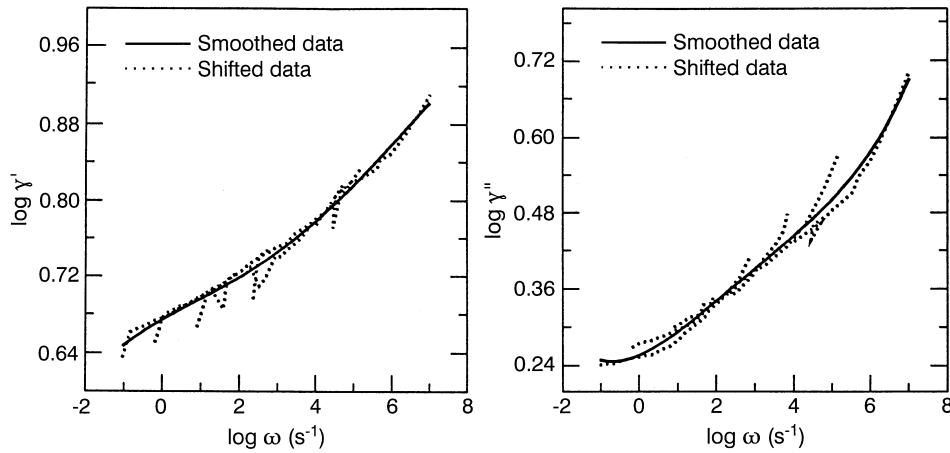 0.96
0.88
0.80
0.72
0.64
log γ'
Smoothed data
Shifted data
-2
0
2
4
6
8
log ω (s⁻¹)
0.72
0.60
0.48
0.36
0.24
log γ''
Smoothed data
Shifted data
-2
0
2
4
6
8
log ω (s⁻¹)